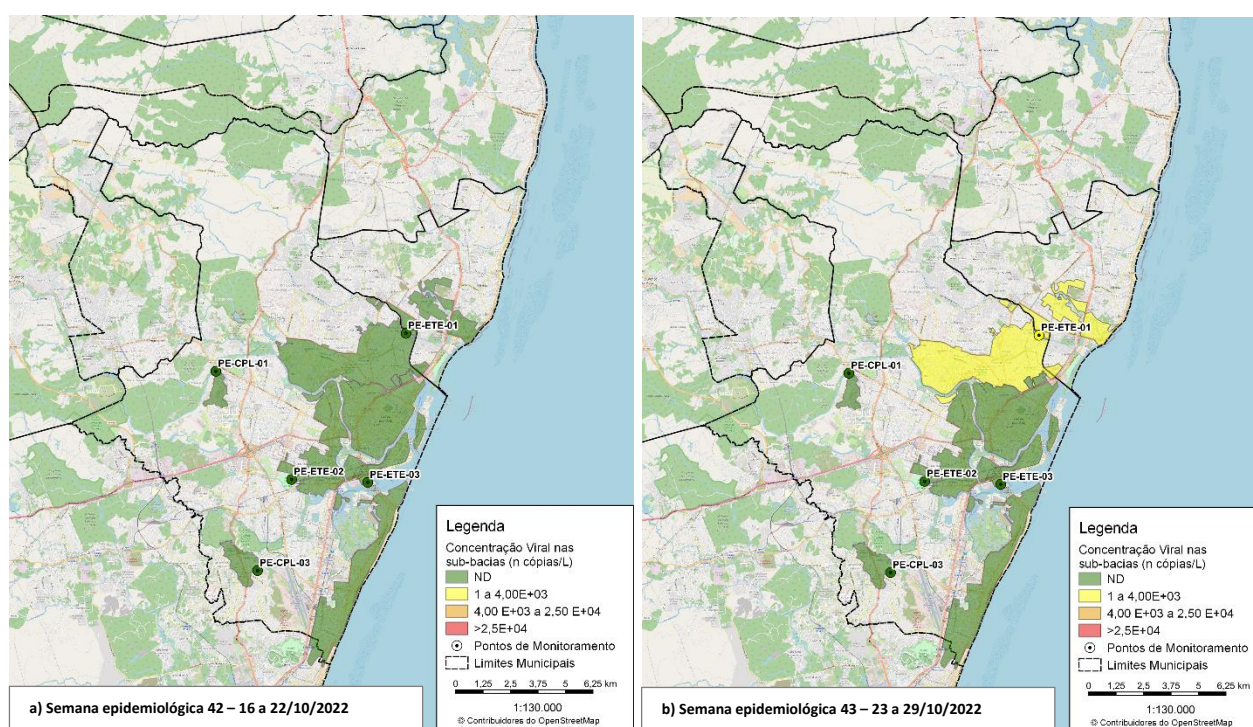 PE-ETE-01
PE-CPL-01
PE-ETE-02
PE-ETE-03
PE-CPL-03
Legenda
Concentração Viral nas
sub-bacias (n cópias/L)
ND
1 a 4,00E+03
4,00 E+03 a 2,50 E+04
>2,5E+04
Pontos de Monitoramento
Limites Municipais
0 1,25 2,5 3,75 5 6,25 km
1:130.000
© Contribuidores do OpenStreetMap
a) Semana epidemiológica 42 – 16 a 22/10/2022
PE-ETE-01
PE-CPL-01
PE-ETE-02
PE-ETE-03
PE-CPL-03
Legenda
Concentração Viral nas
sub-bacias (n cópias/L)
ND
1 a 4,00E+03
4,00 E+03 a 2,50 E+04
>2,5E+04
Pontos de Monitoramento
Limites Municipais
0 1,25 2,5 3,75 5 6,25 km
1:130.000
© Contribuidores do OpenStreetMap
b) Semana epidemiológica 43 – 23 a 29/10/2022